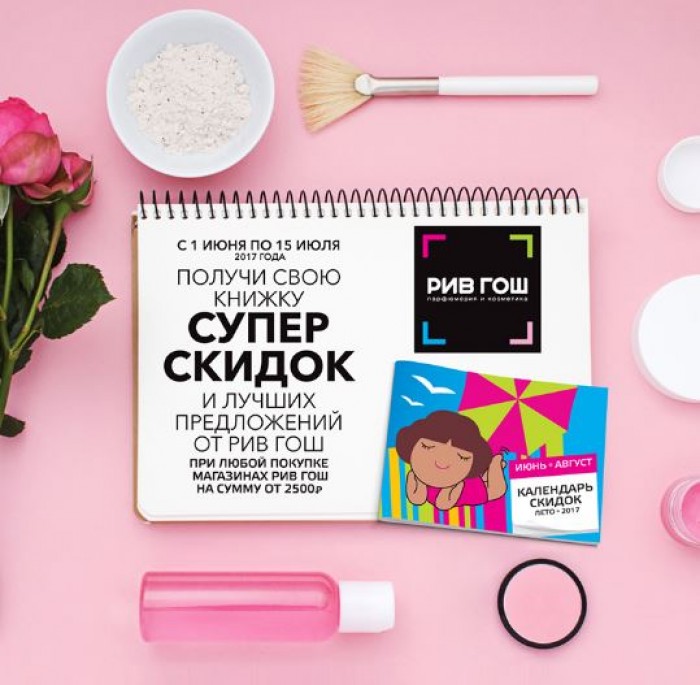 С 1 ИЮНЯ ПО 15 ИЮЛЯ
2017 ГОДА
ПОЛУЧИ СВОЮ
КНИЖКУ
СУПЕР
СКИДОК
И ЛУЧШИХ
ПРЕДЛОЖЕНИЙ
ОТ РИВ ГОШ
ПРИ ЛЮБОЙ ПОКУПКЕ
МАГАЗИНАХ РИВ ГОШ
НА СУММУ ОТ 2500₽
РИВ ГОШ
парфюмерия и косметика
ИЮНЬ - АВГУСТ
КАЛЕНДАРЬ
СКИДОК
ЛЕТО - 2017